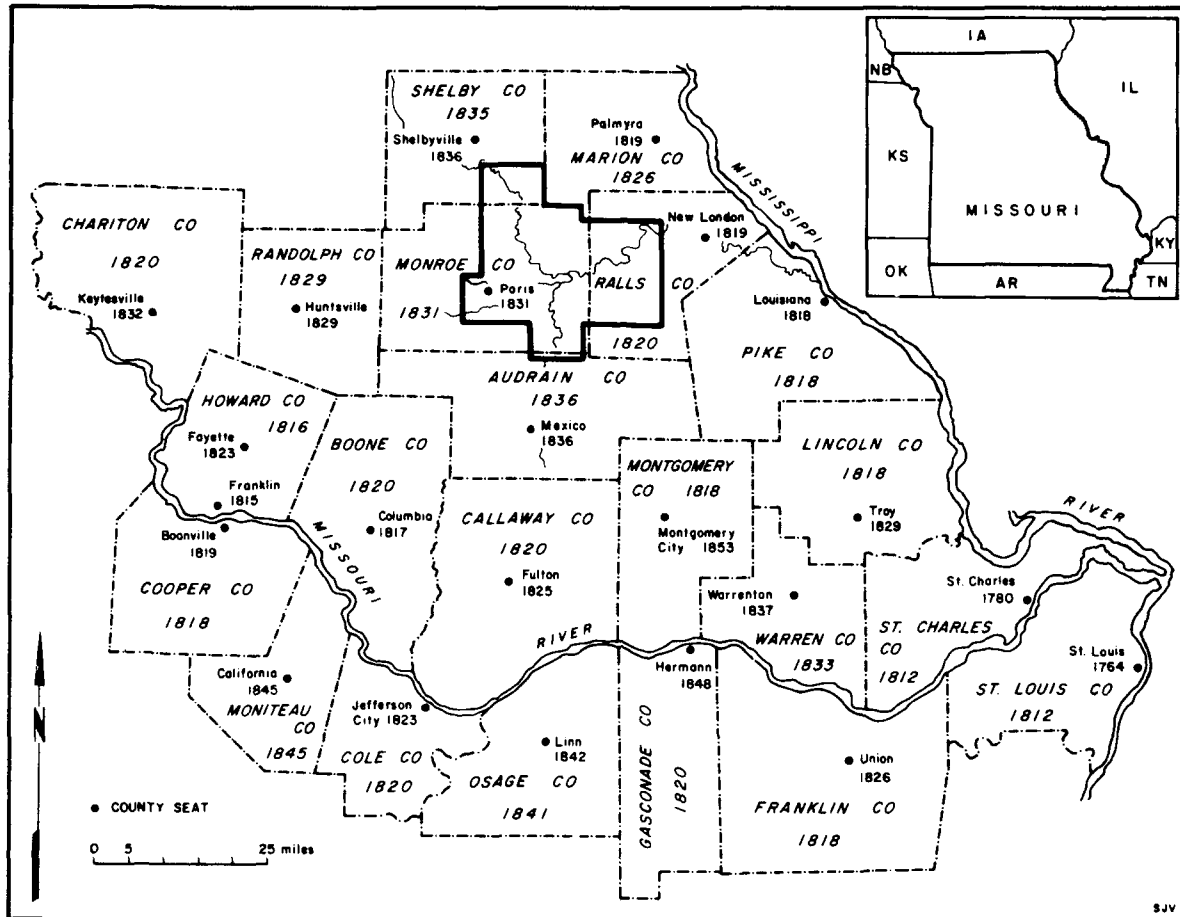 IA
NB
IL
KS
MISSOURI
KY
OK
AR
TN
SHELBY CO
1835
Shelbyville
1836
Palmyra
1819
MARION CO
1826
MISSISSIPPI
CHARITON CO
1820
Keytesville
1832
RANDOLPH CO
1829
Huntsville
1829
MONROE CO
1831
Paris
1831
New London
1819
RALLS CO
1820
Louisiana
1818
PIKE CO
1818
AUDRAIN CO
1836
Mexico
1836
HOWARD CO
1816
Fayette
1823
Franklin
1815
Boonville
1819
BOONE CO
1820
Columbia
1817
MISSOURI
COOPER CO
1818
CALLAWAY CO
1820
Fulton
1825
RIVER
MONTGOMERY
CO 1818
Montgomery
City 1853
LINCOLN CO
1818
Troy
1829
RIVER
Warrenton
1837
WARREN CO
1833
St. Charles
1780
ST. CHARLES
CO
1812
St. Louis
1764
ST. LOUIS CO
1812
California
1845
MONITEAU
CO
1845
Jefferson
City 1823
COLE CO
1820
Linn
1842
OSAGE CO
1841
Hermann
1848
GASCONADE CO
1820
Union
1826
FRANKLIN CO
1818
N
COUNTY SEAT
0 5 25 miles
SJV